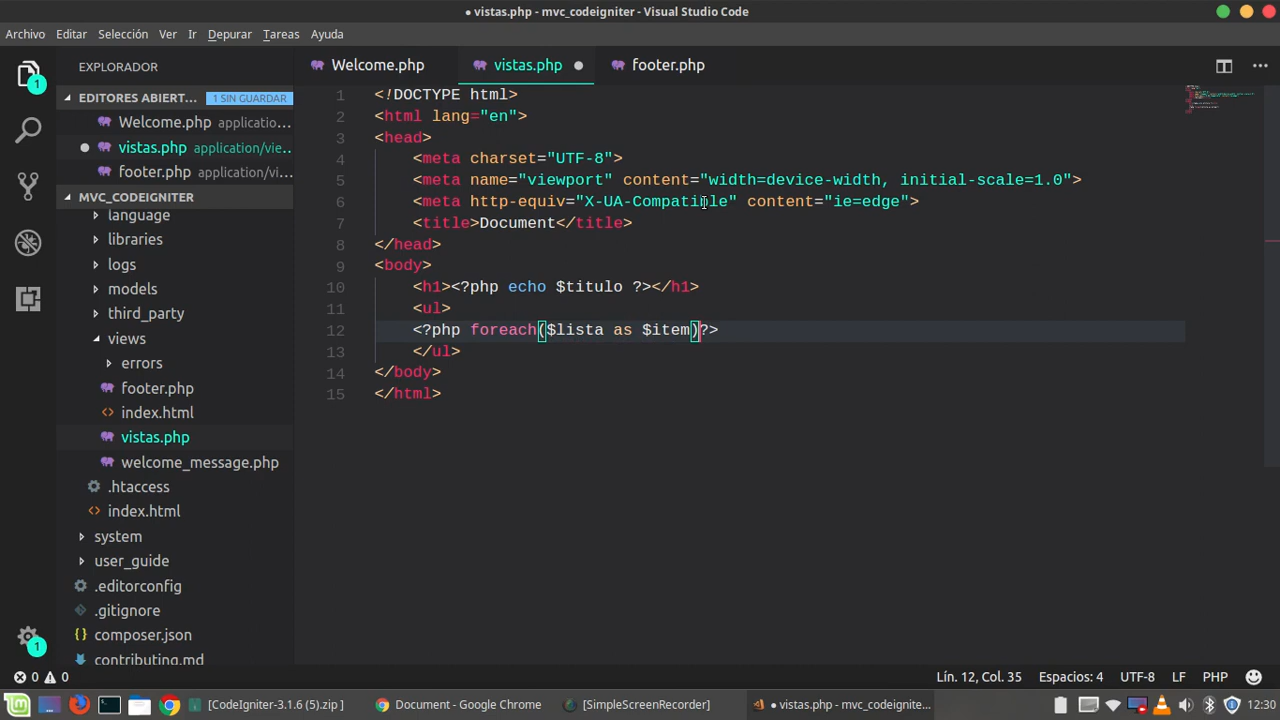 ● vistas.php - mvc_codeigniter - Visual Studio Code
Archivo Editar Selección Ver Ir Depurar Tareas Ayuda
EXPLORADOR
Welcome.php vistas.php footer.php
EDITORES ABIERT... 1 SIN GUARDAR
Welcome.php applicatio...
vistas.php application/vie...
footer.php application/vi...
MVC_CODEIGNITER
language
libraries
logs
models
third_party
views
errors
footer.php
index.html
vistas.php
welcome_message.php
.htaccess
index.html
system
user_guide
.editorconfig
.gitignore
composer.json
contributing.md
1
1
1 <!DOCTYPE html>
2 <html lang="en">
3 <head>
4 <meta charset="UTF-8">
5 <meta name="viewport" content="width=device-width, initial-scale=1.0">
6 <meta http-equiv="X-UA-Compatible" content="ie=edge">
7 <title>Document</title>
8 </head>
9 <body>
10 <h1><?php echo $titulo ?></h1>
11 <ul>
12 <?php foreach($lista as $item)?>
13 </ul>
14 </body>
15 </html>
0 0 Lín. 12, Col. 35 Espacios: 4 UTF-8 LF PHP
[CodeIgniter-3.1.6 (5).zip ] Document - Google Chrome [SimpleScreenRecorder] ● vistas.php - mvc_codeignite... 12:30